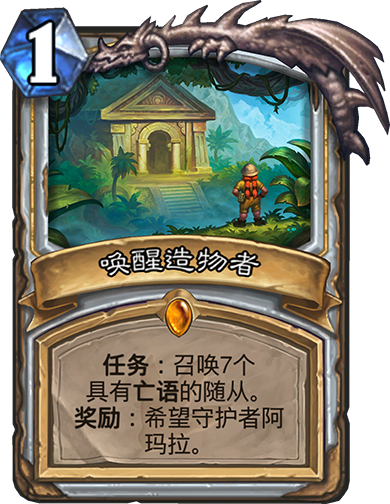 1
唤醒造物者
任务：召唤7个
具有亡语的随从。
奖励：希望守护者阿
玛拉。